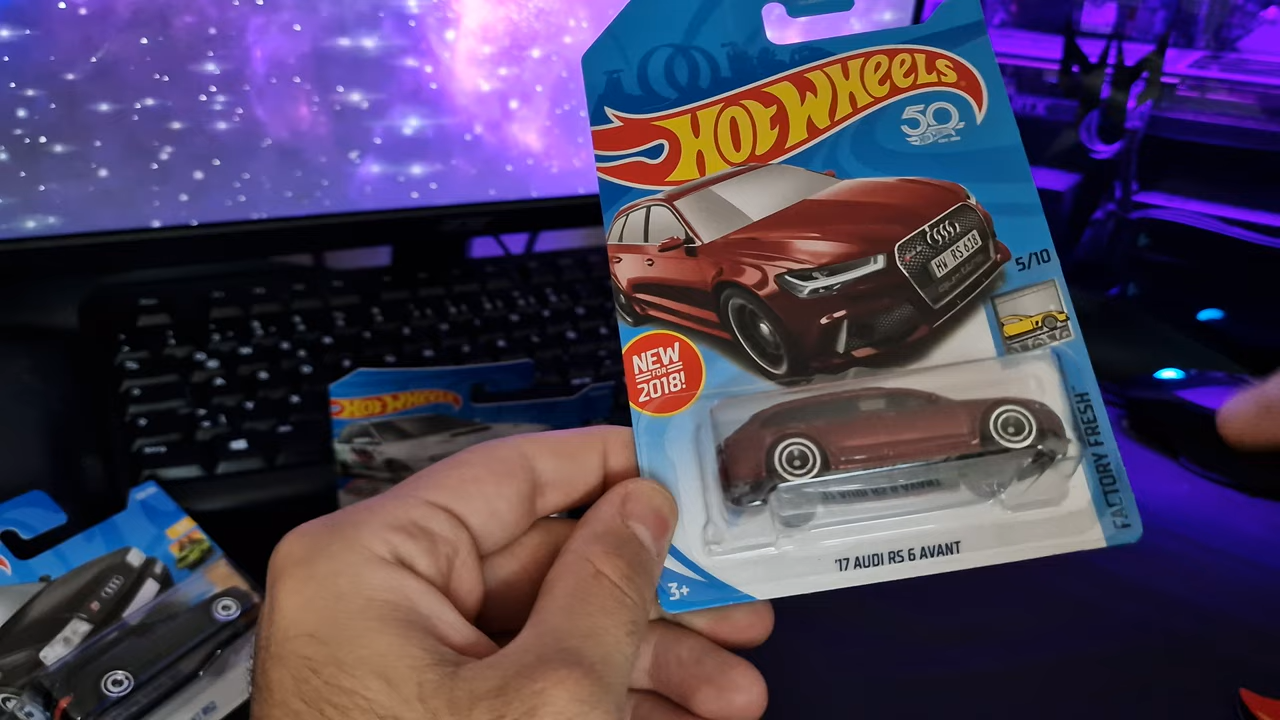 HOT WHEELS
50
HW RS 618
5/10
NEW
FOR
2018!
FACTORY FRESH
'17 AUDI RS 6 AVANT
3+
HOT WHEELS